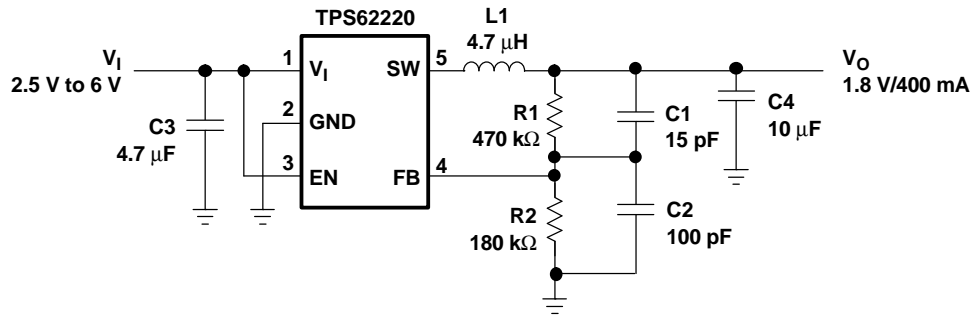 TPS62220
L1
4.7 μH
V_I
2.5 V to 6 V
1
V_I
SW
5
V_O
1.8 V/400 mA
C3
4.7 μF
2
GND
R1
470 kΩ
C1
15 pF
C4
10 μF
3
EN
FB
4
R2
180 kΩ
C2
100 pF